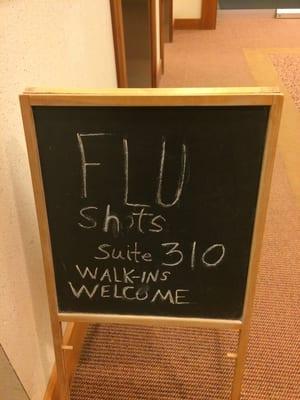 FLU
Shots
Suite 310
WALK-INS
WELCOME